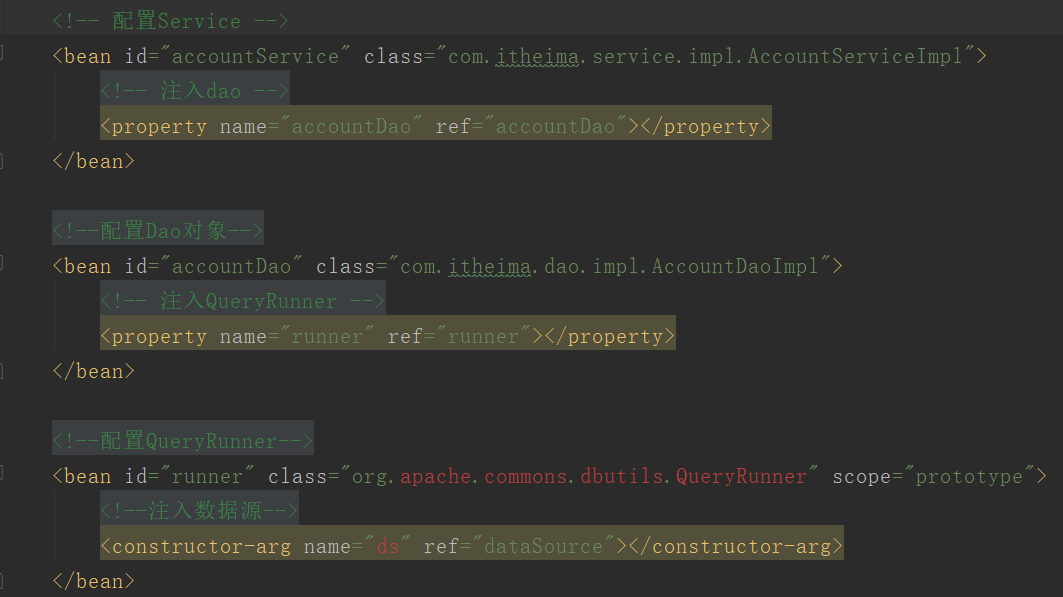 <!-- 配置Service -->
<bean id="accountService" class="com.itheima.service.impl.AccountServiceImpl">
<!-- 注入dao -->
<property name="accountDao" ref="accountDao"></property>
</bean>
<!--配置Dao对象-->
<bean id="accountDao" class="com.itheima.dao.impl.AccountDaoImpl">
<!-- 注入QueryRunner -->
<property name="runner" ref="runner"></property>
</bean>
<!--配置QueryRunner-->
<bean id="runner" class="org.apache.commons.dbutils.QueryRunner" scope="prototype">
<!--注入数据源-->
<constructor-arg name="ds" ref="dataSource"></constructor-arg>
</bean>